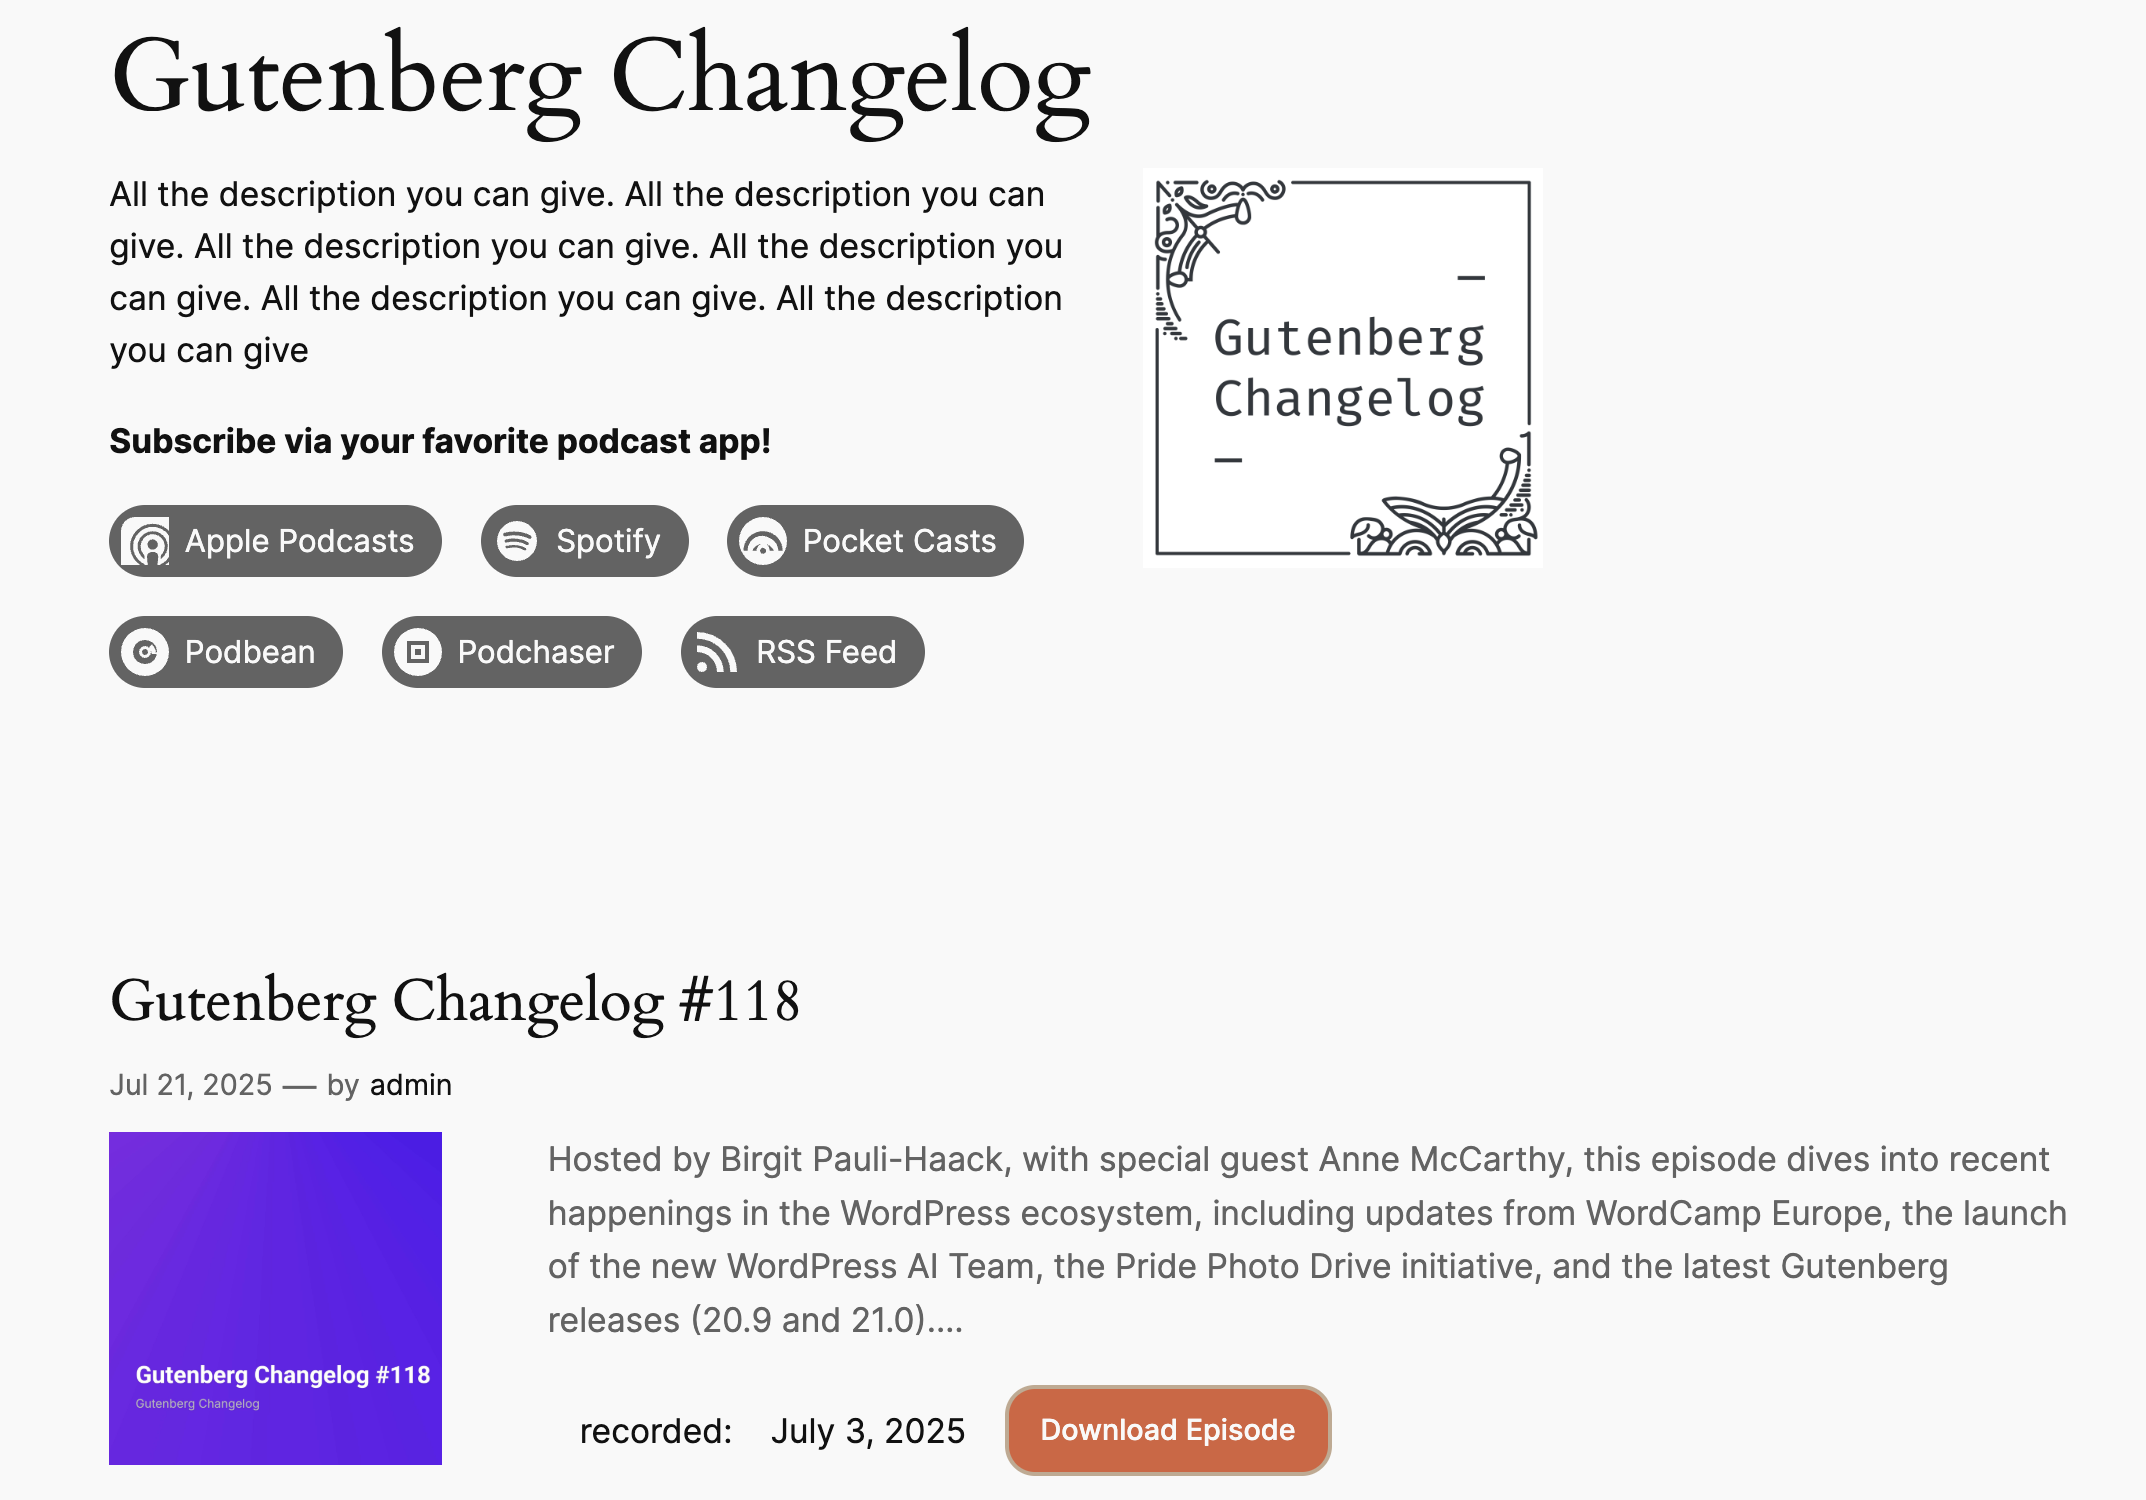 Gutenberg Changelog
All the description you can give. All the description you can
give. All the description you can give. All the description you
can give. All the description you can give. All the description
you can give
—
Gutenberg
Changelog
—
Subscribe via your favorite podcast app!
Apple Podcasts Spotify Pocket Casts
Podbean Podchaser RSS Feed
Gutenberg Changelog #118
Jul 21, 2025 — by admin
Hosted by Birgit Pauli-Haack, with special guest Anne McCarthy, this episode dives into recent
happenings in the WordPress ecosystem, including updates from WordCamp Europe, the launch
of the new WordPress AI Team, the Pride Photo Drive initiative, and the latest Gutenberg
releases (20.9 and 21.0)....
Gutenberg Changelog #118
Gutenberg Changelog
recorded: July 3, 2025 Download Episode